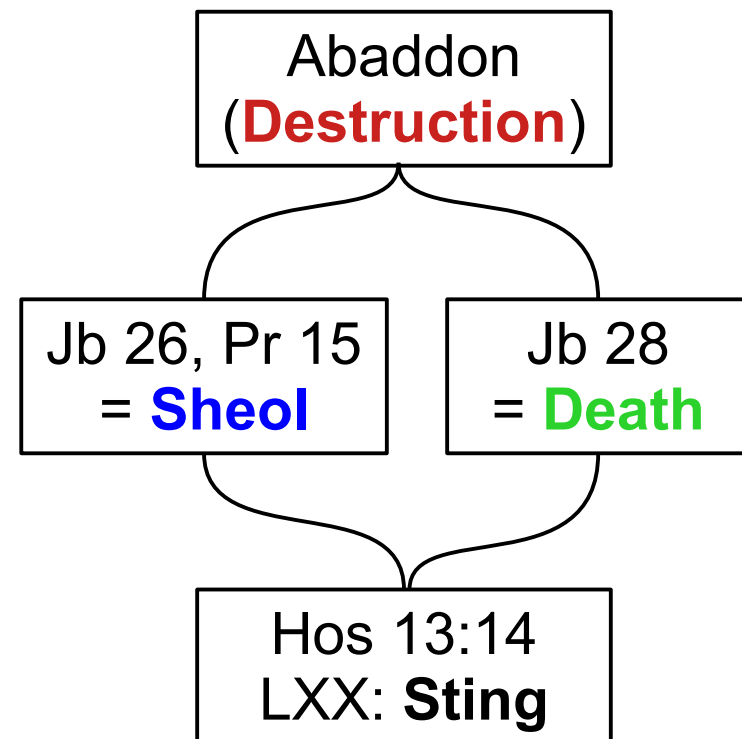 Abaddon
(Destruction)
Jb 26, Pr 15
= Sheol
Jb 28
= Death
Hos 13:14
LXX: Sting